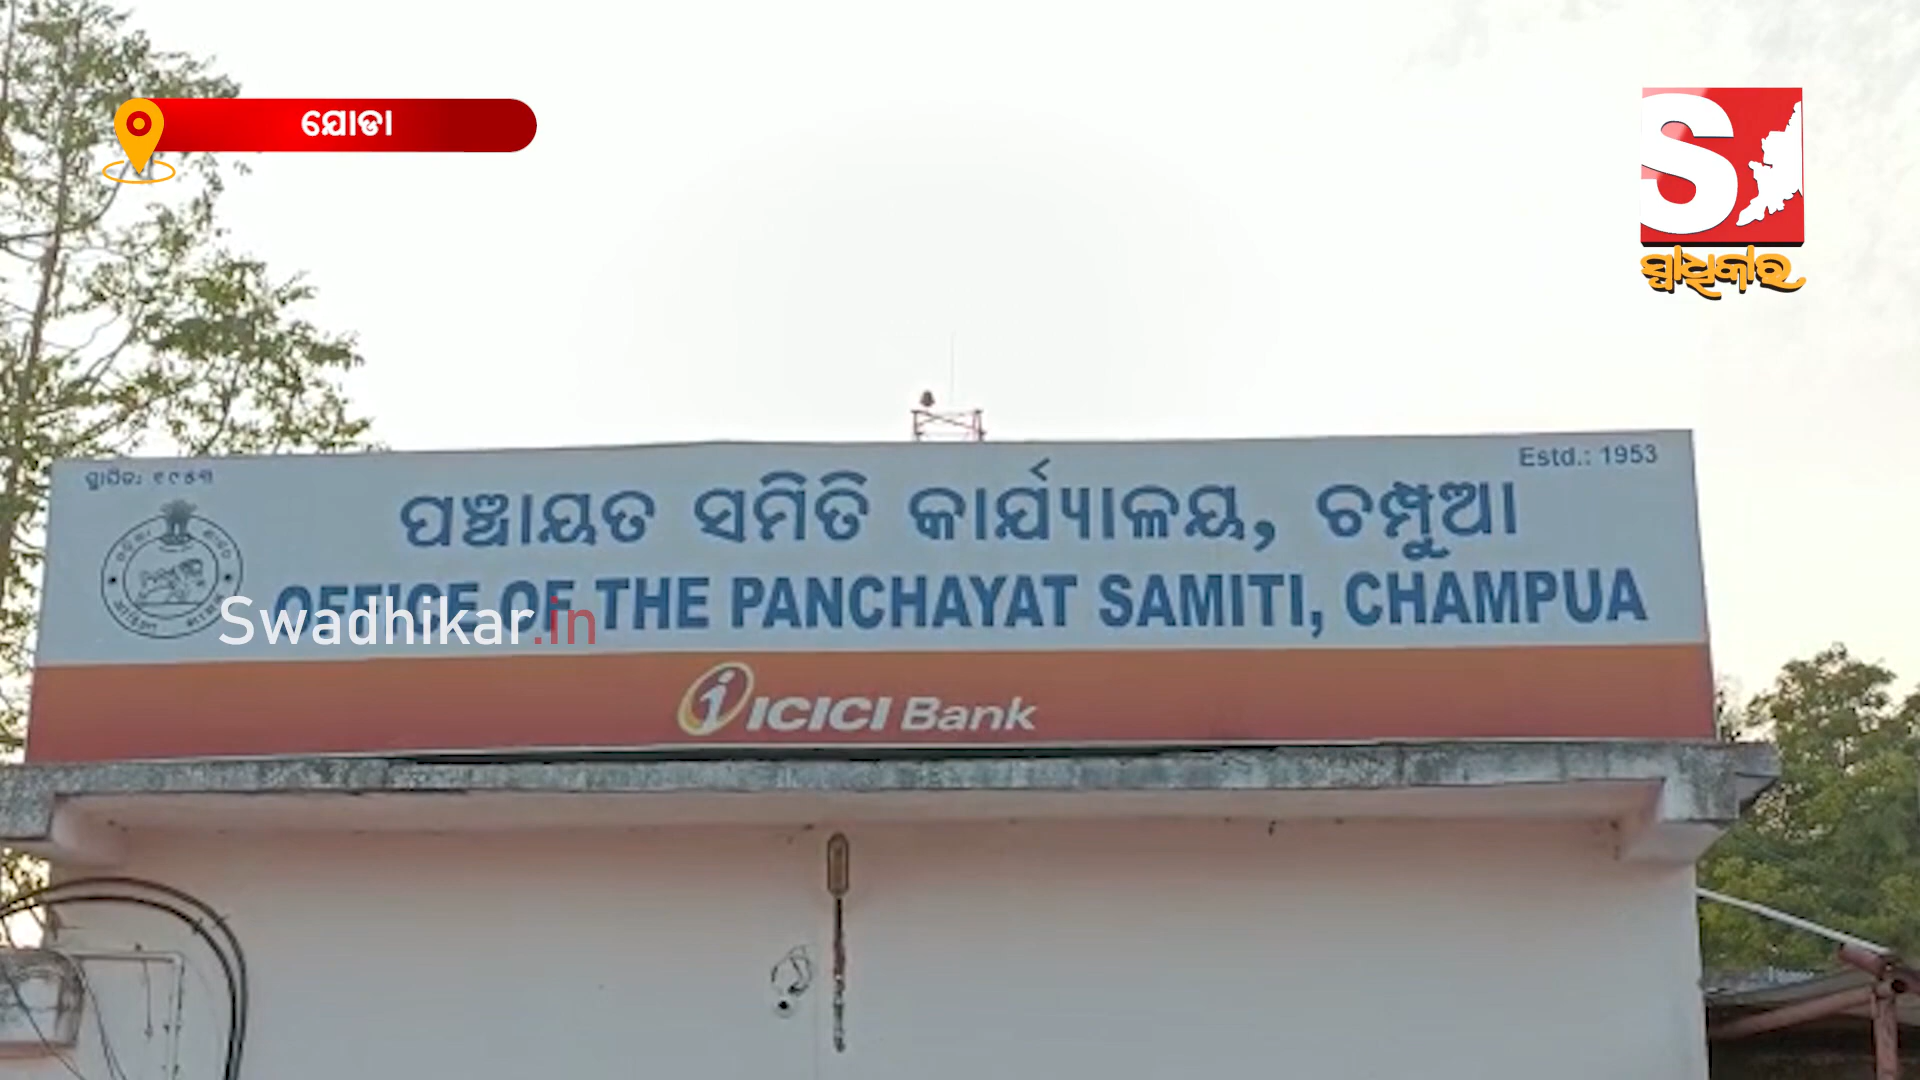 ଯୋଡା
ସ୍ୱାଧିକାର
ସ୍ଥାପିତ: ୧୯୫୩
Estd.: 1953
ପଞ୍ଚାୟତ ସମିତି କାର୍ଯ୍ୟାଳୟ, ଚମ୍ପୁଆ
OFFICE OF THE PANCHAYAT SAMITI, CHAMPUA
Swadhikar.in
ICICI Bank